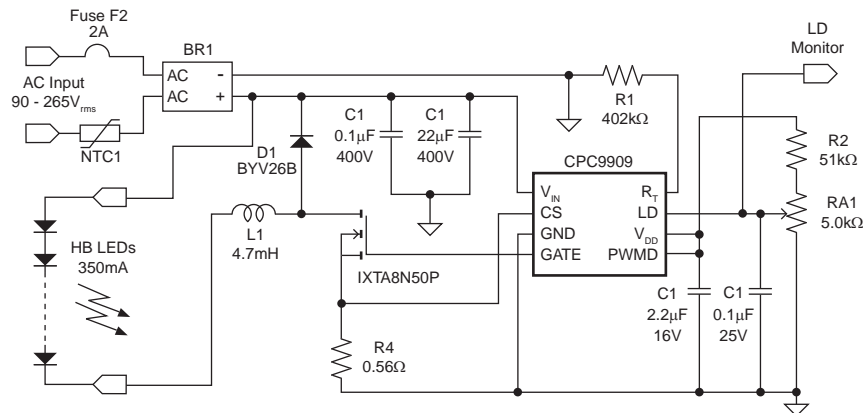 Fuse F2
2A
BR1
AC -
AC +
AC Input
90 - 265Vrms
NTC1
LD
Monitor
R1
402kΩ
C1
0.1μF
400V
C1
22μF
400V
D1
BYV26B
R2
51kΩ
RA1
5.0kΩ
CPC9909
VIN
CS
GND
GATE
RT
LD
VDD
PWMD
HB LEDs
350mA
L1
4.7mH
IXTA8N50P
R4
0.56Ω
C1
2.2μF
16V
C1
0.1μF
25V